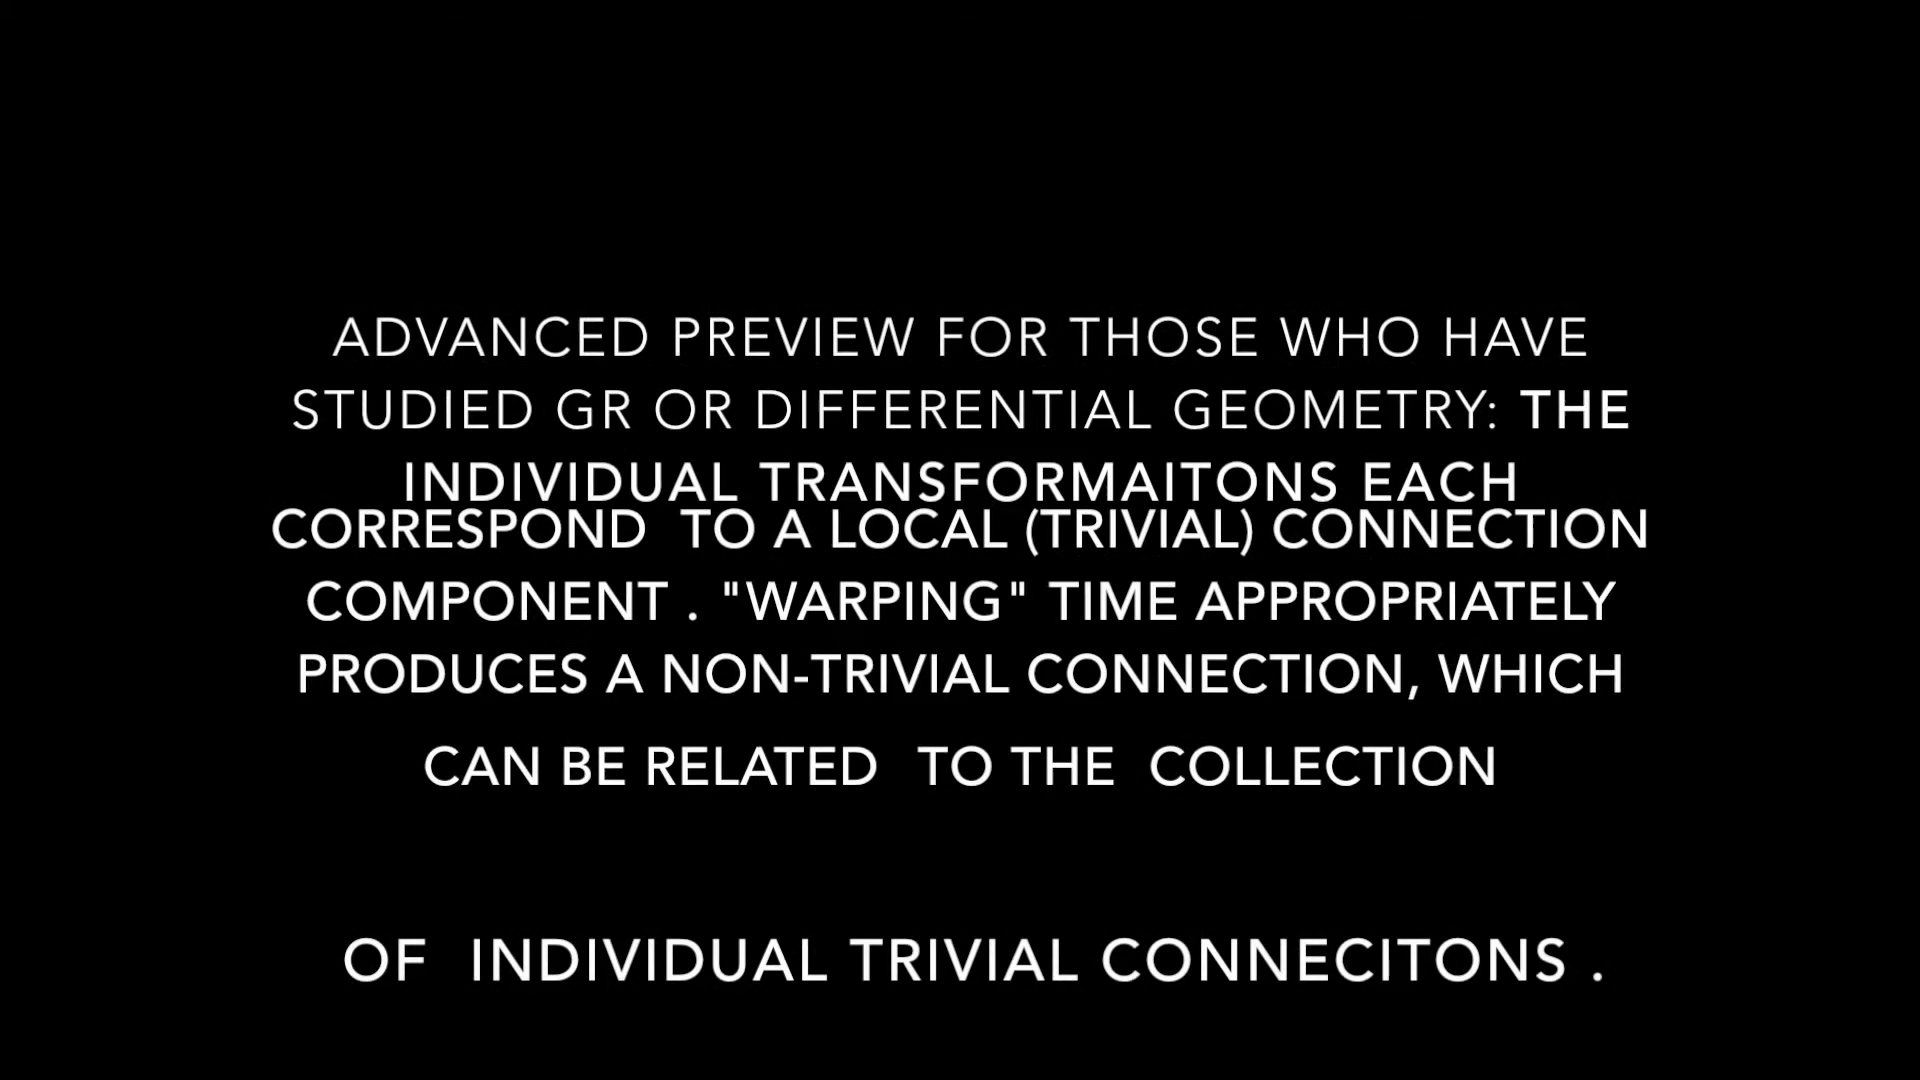 ADVANCED PREVIEW FOR THOSE WHO HAVE
STUDIED GR OR DIFFERENTIAL GEOMETRY: THE
INDIVIDUAL TRANSFORMAITONS EACH
CORRESPOND TO A LOCAL (TRIVIAL) CONNECTION
COMPONENT . "WARPING" TIME APPROPRIATELY
PRODUCES A NON-TRIVIAL CONNECTION, WHICH
CAN BE RELATED TO THE COLLECTION
OF INDIVIDUAL TRIVIAL CONNECITONS .